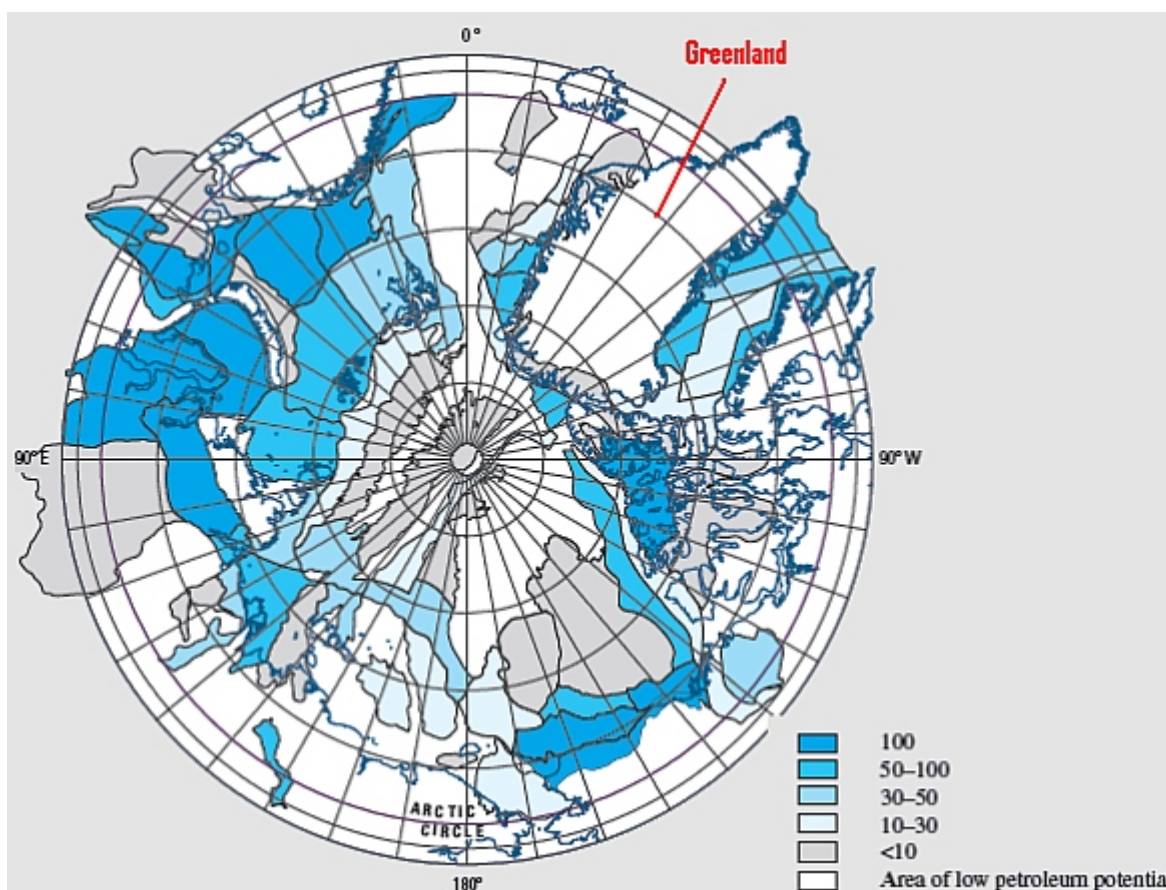 0°
Greenland
90°E
90°W
100
50–100
30–50
10–30
<10
Area of low petroleum potentia
ARCTIC
CIRCLE
180°